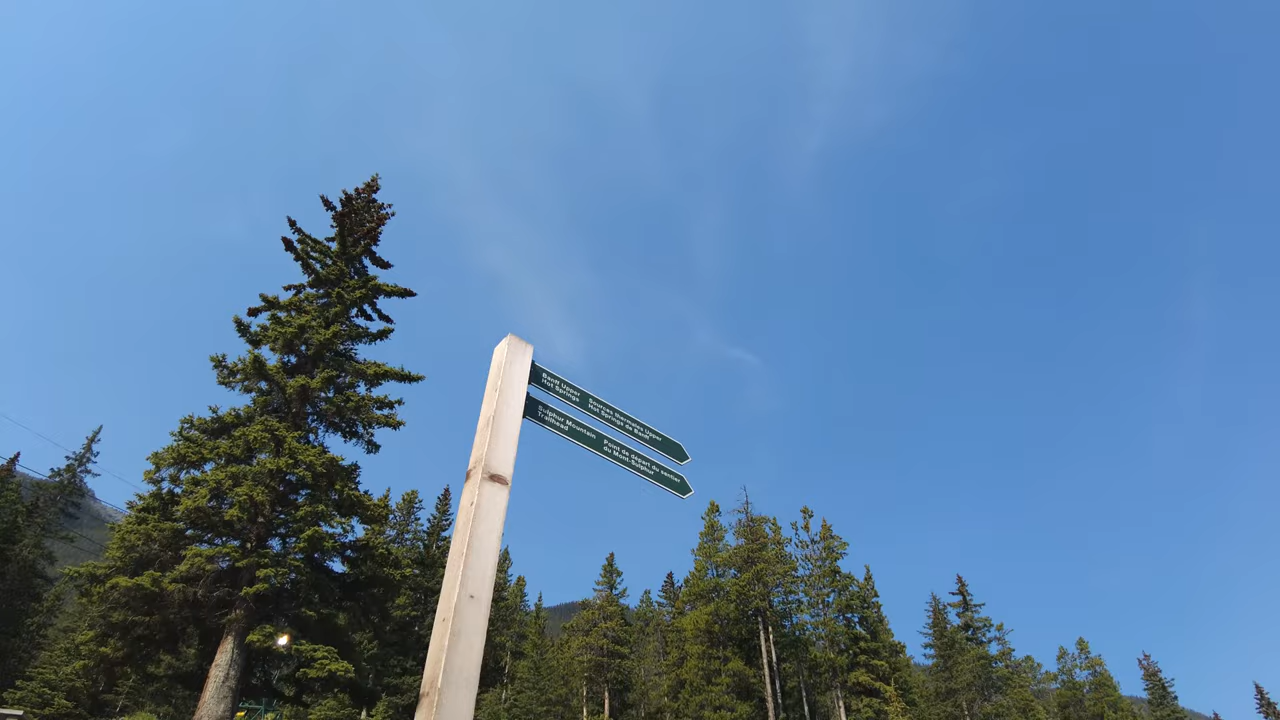 Banff Upper
Hot Springs
Sources thermales Upper
Hot Springs de Banff
Sulphur Mountain
Trailhead
Point de départ du sentier
du Mont-Sulphur